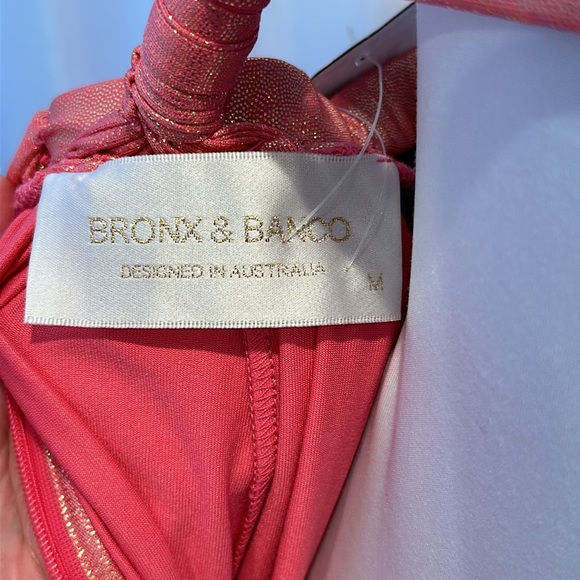 BRONX & BANCO
DESIGNED IN AUSTRALIA
M